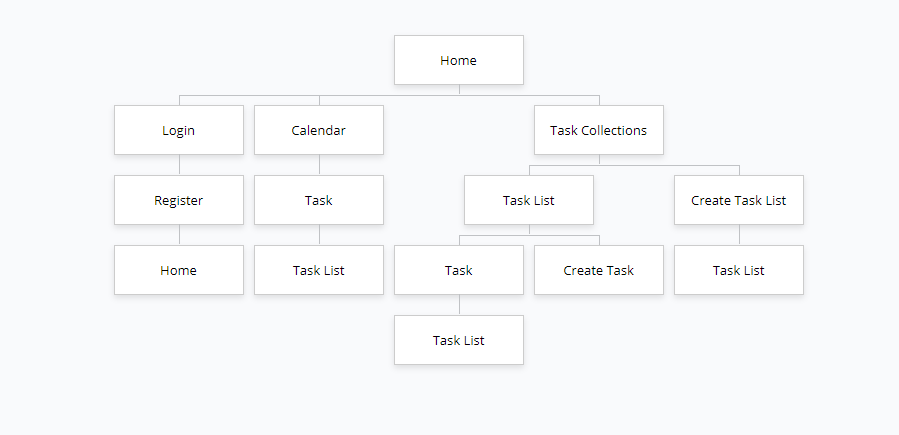 Home
Login
Calendar
Task Collections
Register
Task
Task List
Create Task List
Home
Task List
Task
Create Task
Task List
Task List